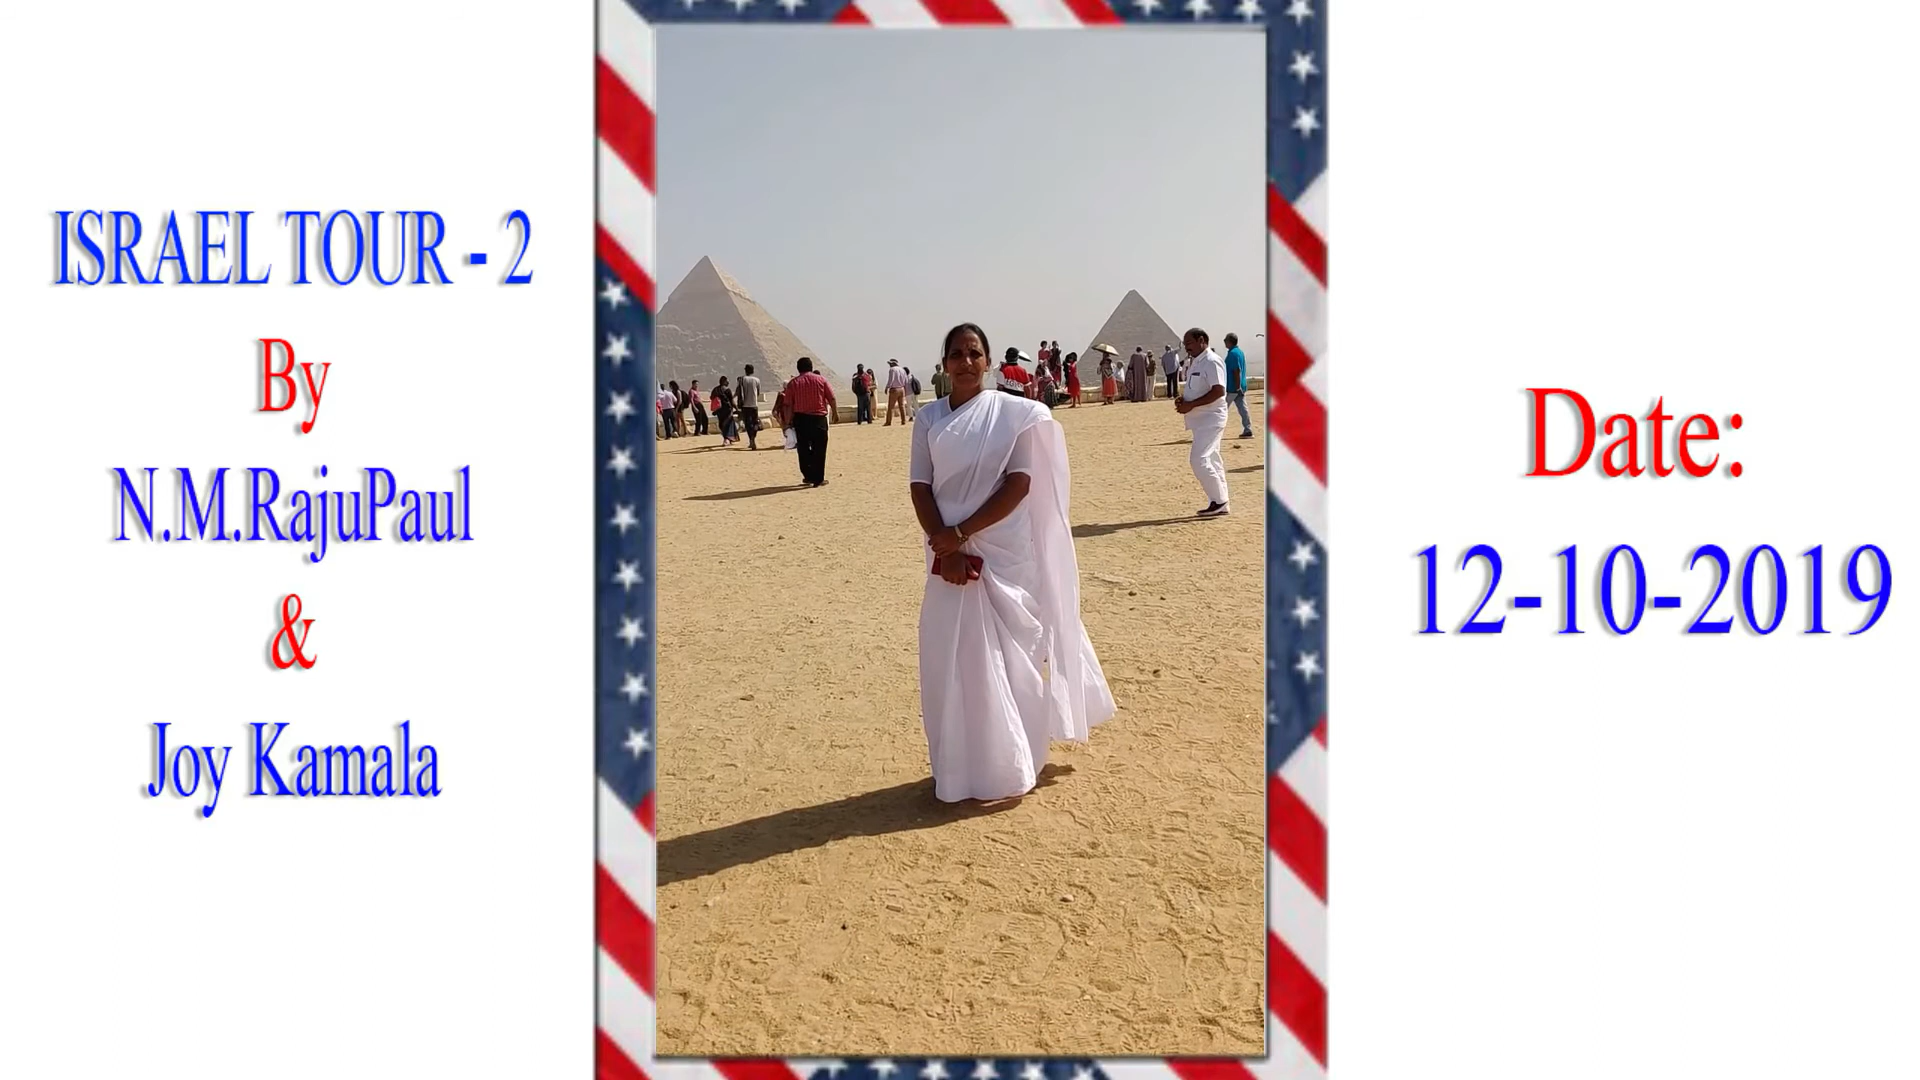 ISRAEL TOUR - 2
By
N.M.RajuPaul
&
Joy Kamala
Date:
12-10-2019